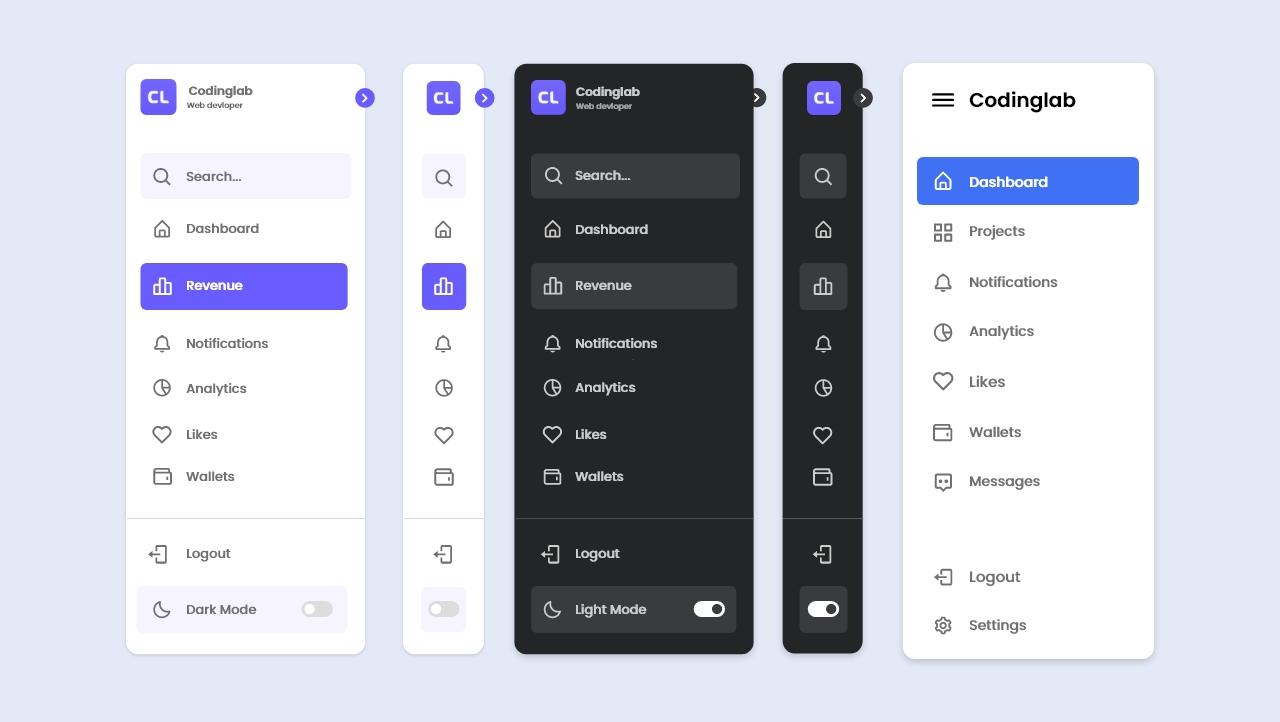 CL
Codinglab
Web devloper
Search...
Dashboard
Revenue
Notifications
Analytics
Likes
Wallets
Logout
Dark Mode
CL
CL
Codinglab
Web devloper
Search...
Dashboard
Revenue
Notifications
Analytics
Likes
Wallets
Logout
Light Mode
CL
Codinglab
Dashboard
Projects
Notifications
Analytics
Likes
Wallets
Messages
Logout
Settings